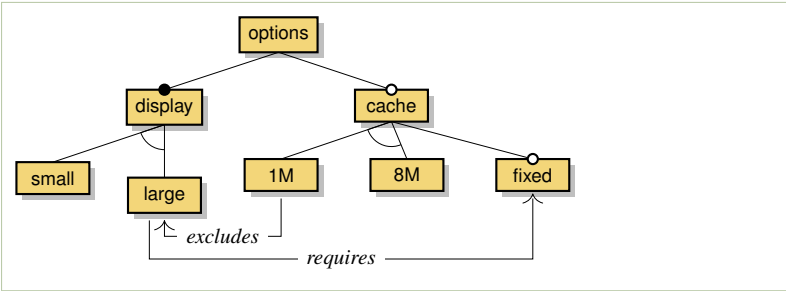 options
display
cache
small
large
1M
8M
fixed
excludes
requires